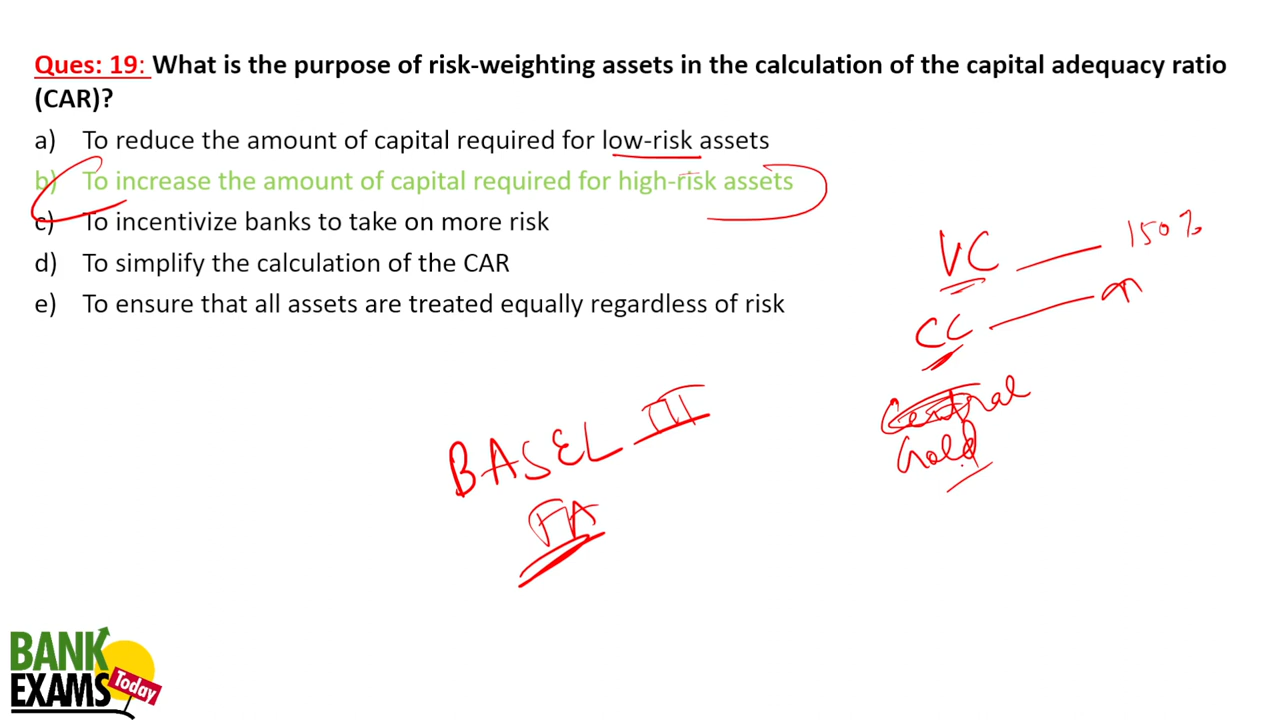 Ques: 19: What is the purpose of risk-weighting assets in the calculation of the capital adequacy ratio
(CAR)?
a) To reduce the amount of capital required for low-risk assets
b) To increase the amount of capital required for high-risk assets
c) To incentivize banks to take on more risk
d) To simplify the calculation of the CAR
e) To ensure that all assets are treated equally regardless of risk
VC 150%
CC
Central
Gold
BASEL III
FA
BANK
EXAMS
Today